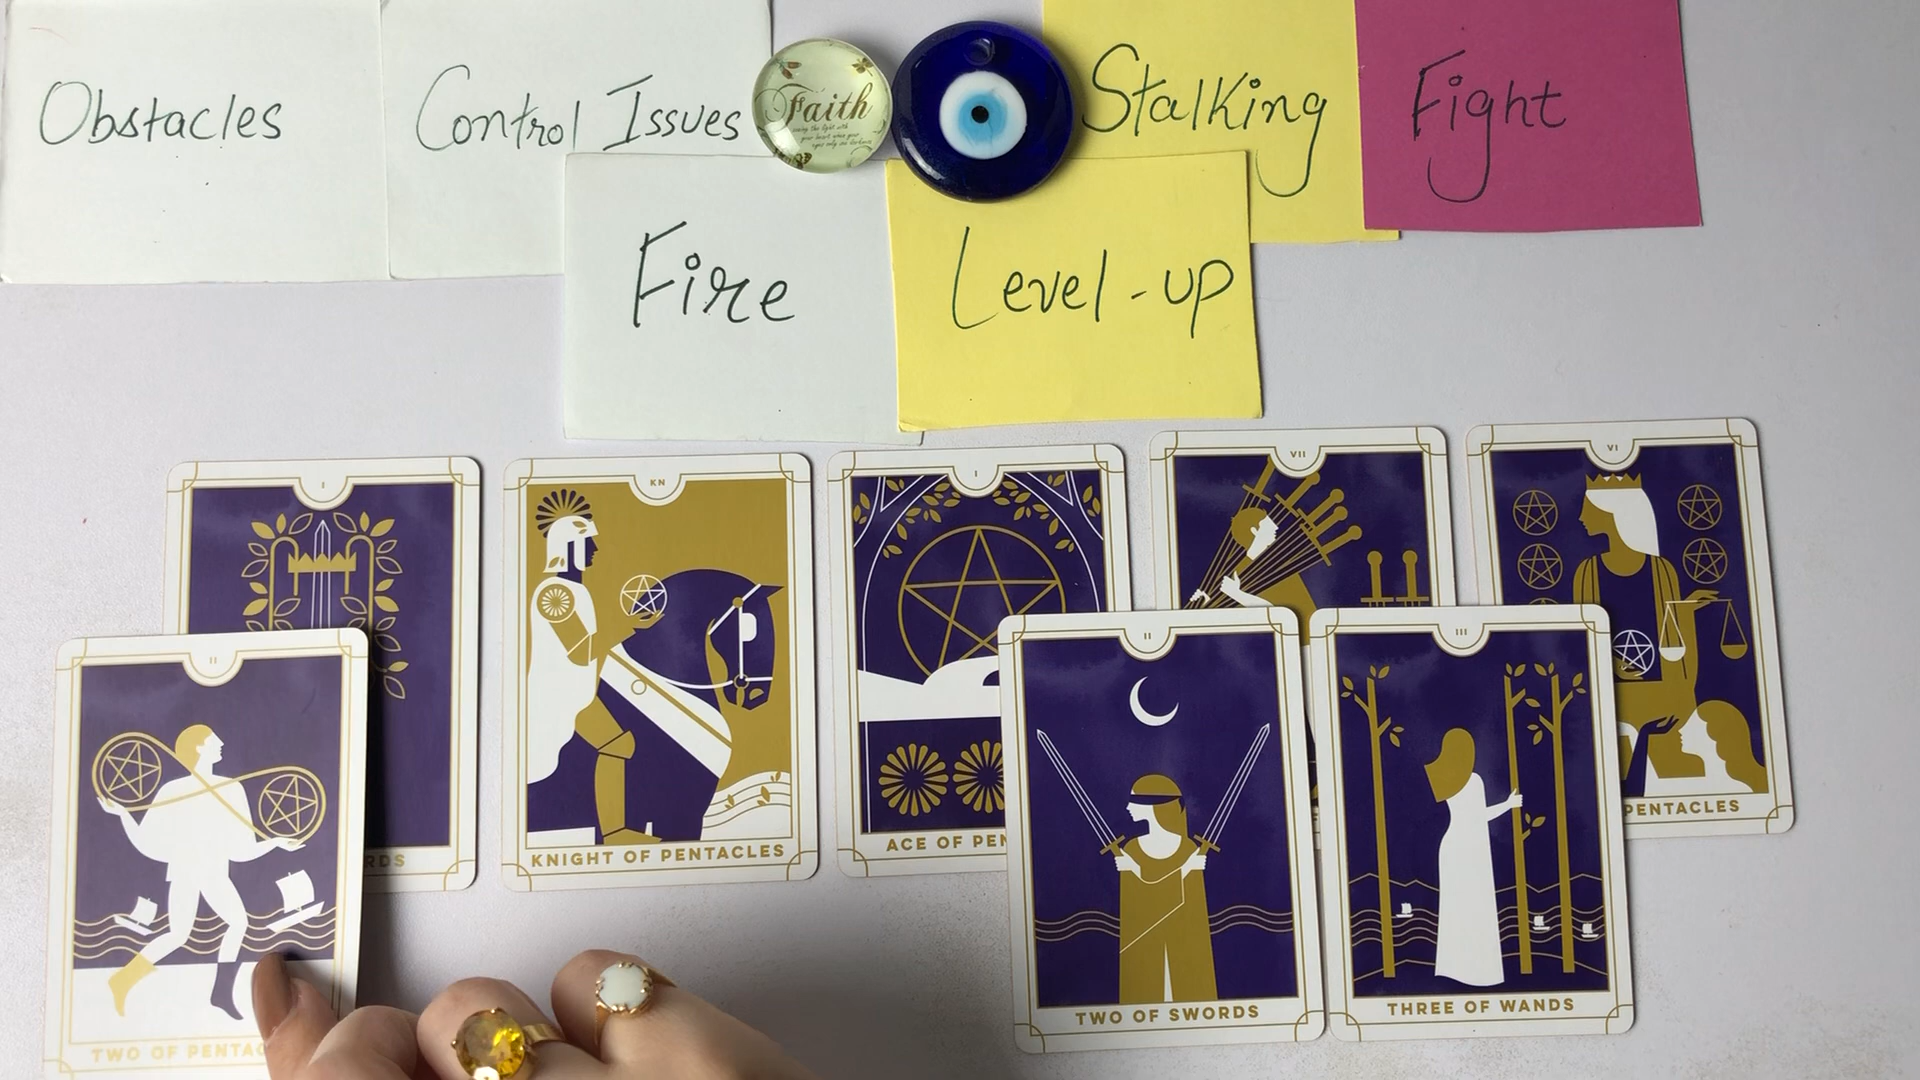 Obstacles
Control Issues
Faith
Stalking
Fight
Fire
Level-up
I
KN
I
VII
VI
RDS
KNIGHT OF PENTACLES
ACE OF PEN
PENTACLES
II
II
III
TWO OF PENTAC
TWO OF SWORDS
THREE OF WANDS